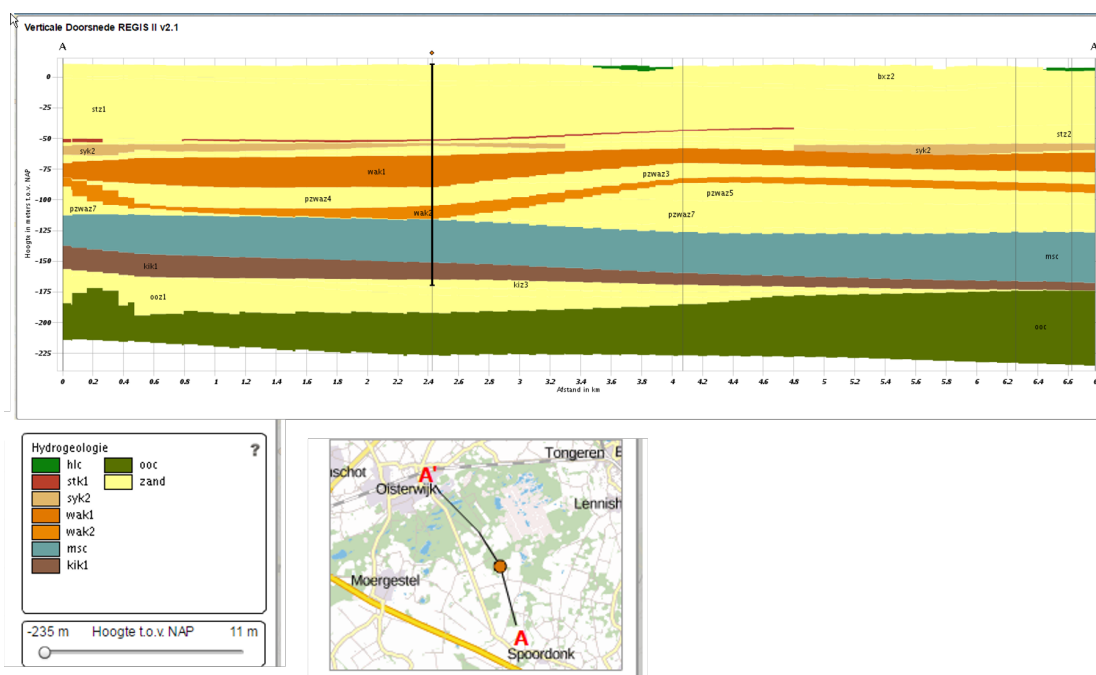 Verticale Doorsnede REGIS II v2.1
A
A
0
-25
-50
-75
-100
-125
-150
-175
-200
-225
Hoogte in meters t.o.v. NAP
bxz2
stz1
stz2
syk2
syk2
wak1
pzwaz3
pzwaz4
pzwaz5
pzwaz7
wak2
pzwaz7
msc
kik1
kiz3
ooz1
ooc
0 0.2 0.4 0.6 0.8 1 1.2 1.4 1.6 1.8 2 2.2 2.4 2.6 2.8 3 3.2 3.4 3.6 3.8 4 4.2 4.4 4.6 4.8 5 5.2 5.4 5.6 5.8 6 6.2 6.4 6.6 6.8
Afstand in km
Hydrogeologie ?
hlc ooc
stk1 zand
syk2
wak1
wak2
msc
kik1
-235 m Hoogte t.o.v. NAP 11 m
Tongeren E
A'
ischot
Oisterwijk
Lennish
Moergestel
A
Spoordonk